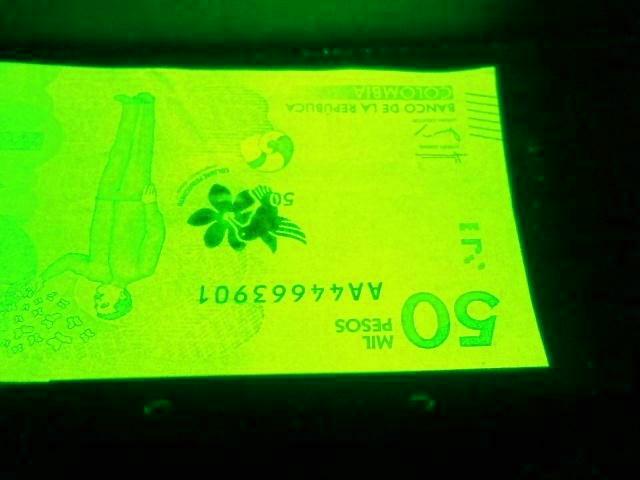 50
MIL
PESOS
AA44663901
50
BANCO DE LA REPÚBLICA
COLOMBIA